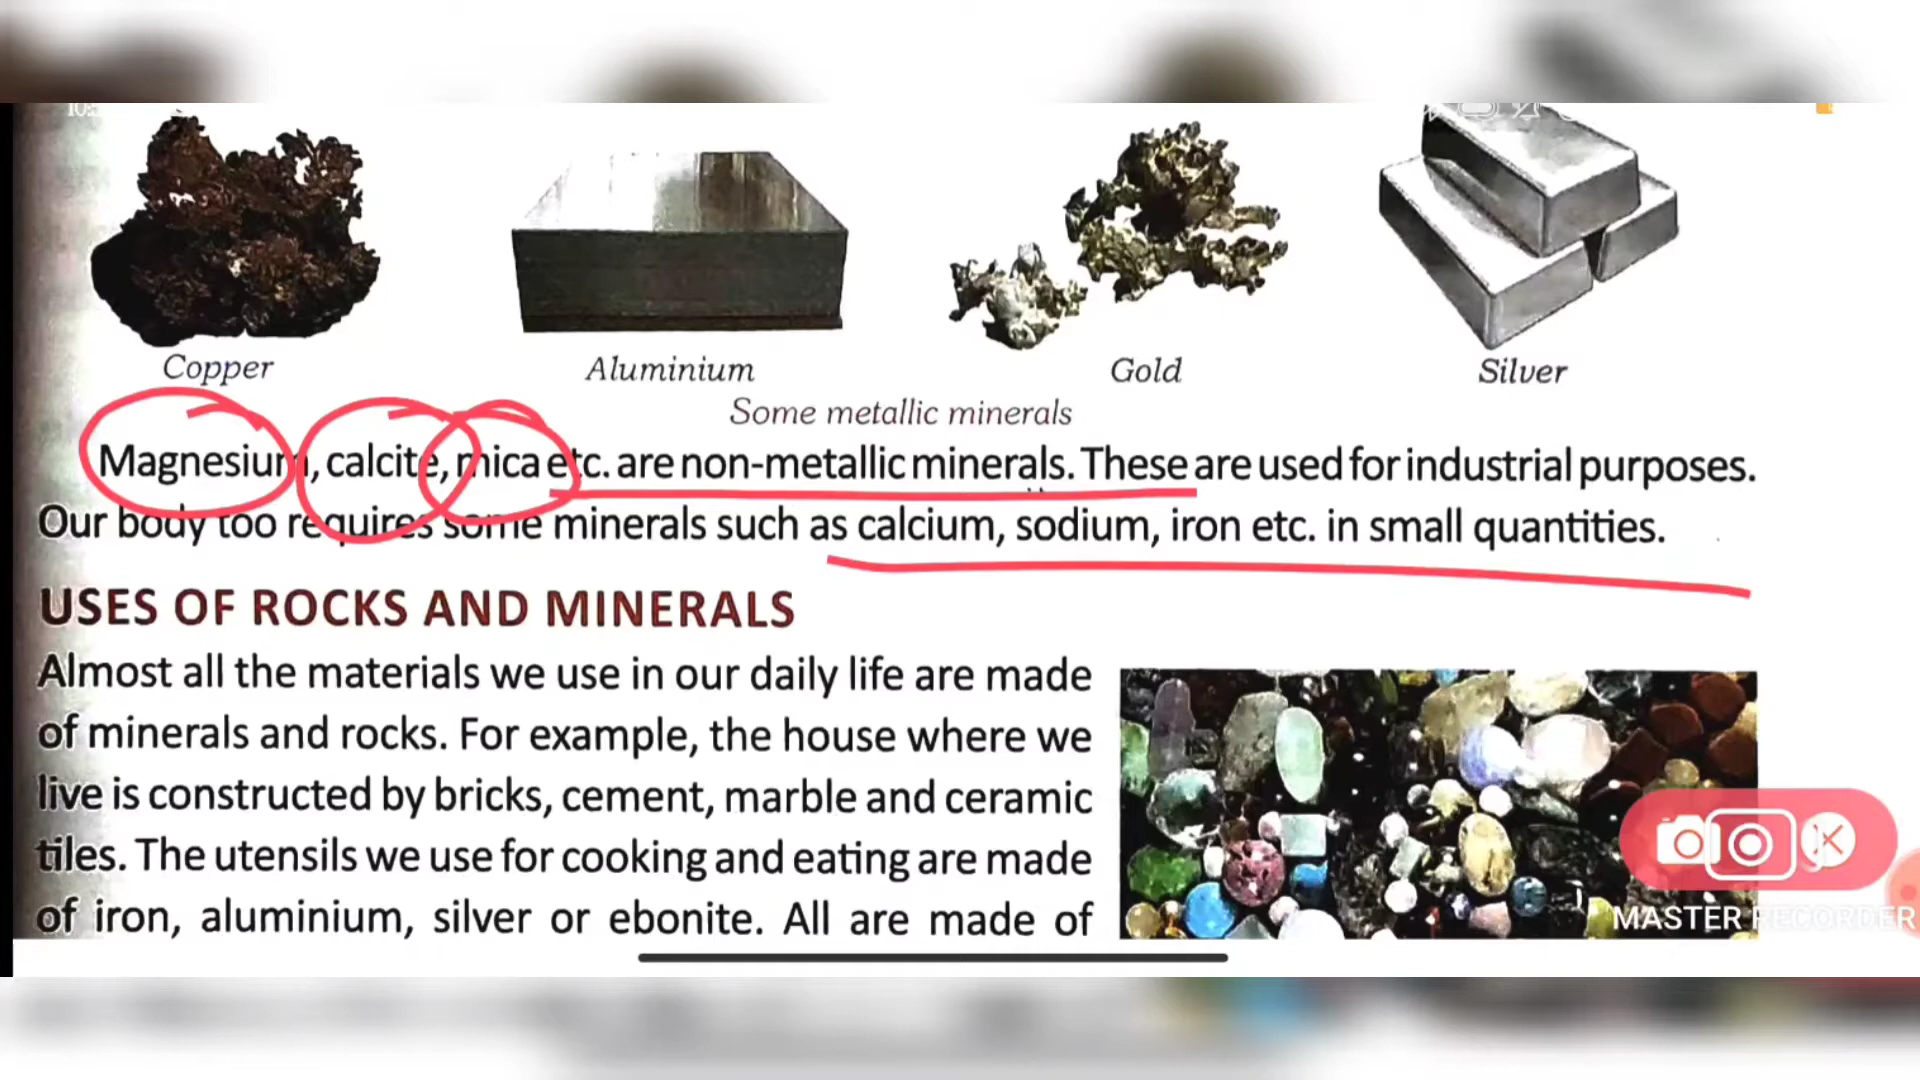 Copper Aluminium Gold Silver
Some metallic minerals
Magnesium, calcite, mica etc. are non-metallic minerals. These are used for industrial purposes.
Our body too requires some minerals such as calcium, sodium, iron etc. in small quantities.
USES OF ROCKS AND MINERALS
Almost all the materials we use in our daily life are made
of minerals and rocks. For example, the house where we
live is constructed by bricks, cement, marble and ceramic
tiles. The utensils we use for cooking and eating are made
of iron, aluminium, silver or ebonite. All are made of
MASTER RECORDER